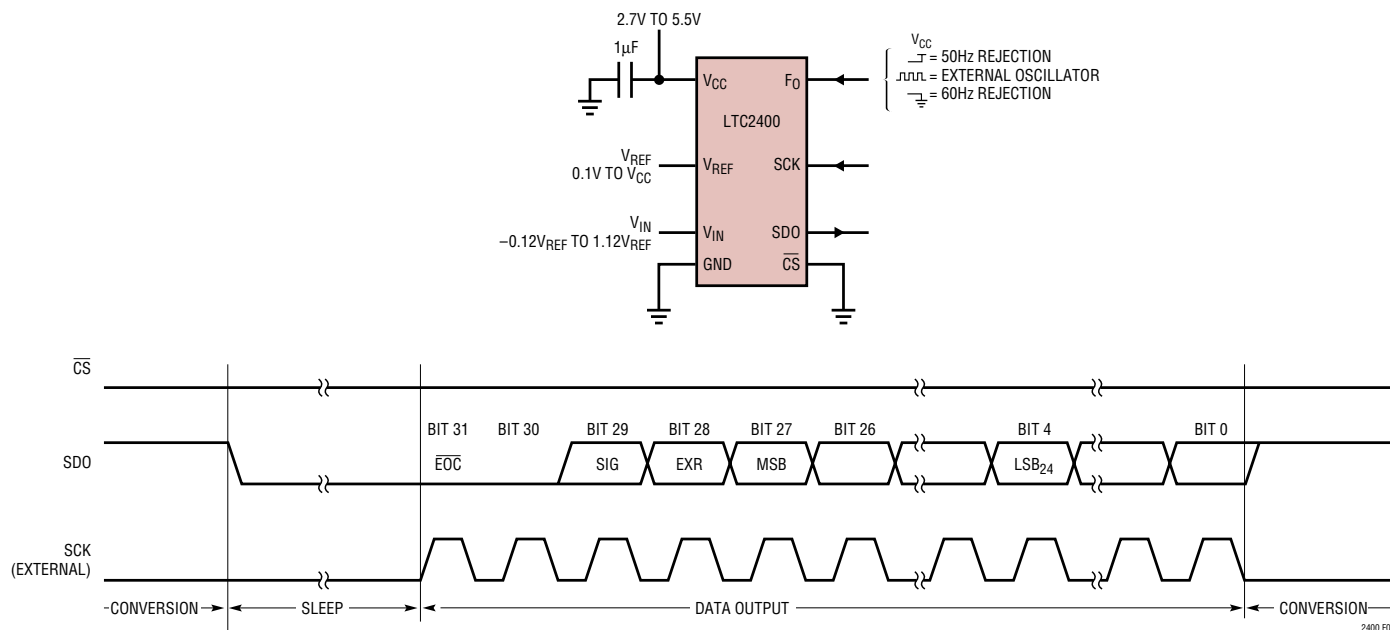 2.7V TO 5.5V
1µF
VCC
FO
LTC2400
VREF
0.1V TO VCC
VREF
SCK
VIN
–0.12VREF TO 1.12VREF
VIN
SDO
GND
CS
VCC
= 50Hz REJECTION
= EXTERNAL OSCILLATOR
= 60Hz REJECTION
CS
SDO
BIT 31 BIT 30 BIT 29 BIT 28 BIT 27 BIT 26 BIT 4 BIT 0
EOC SIG EXR MSB LSB24
SCK
(EXTERNAL)
CONVERSION SLEEP DATA OUTPUT CONVERSION